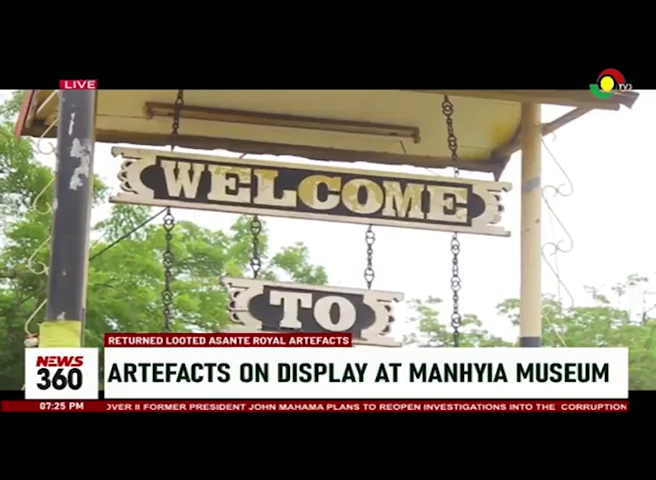 LIVE
TV3
WELCOME
TO
RETURNED LOOTED ASANTE ROYAL ARTEFACTS
NEWS
360
ARTEFACTS ON DISPLAY AT MANHYIA MUSEUM
07:25 PM
OVER II FORMER PRESIDENT JOHN MAHAMA PLANS TO REOPEN INVESTIGATIONS INTO THE CORRUPTION